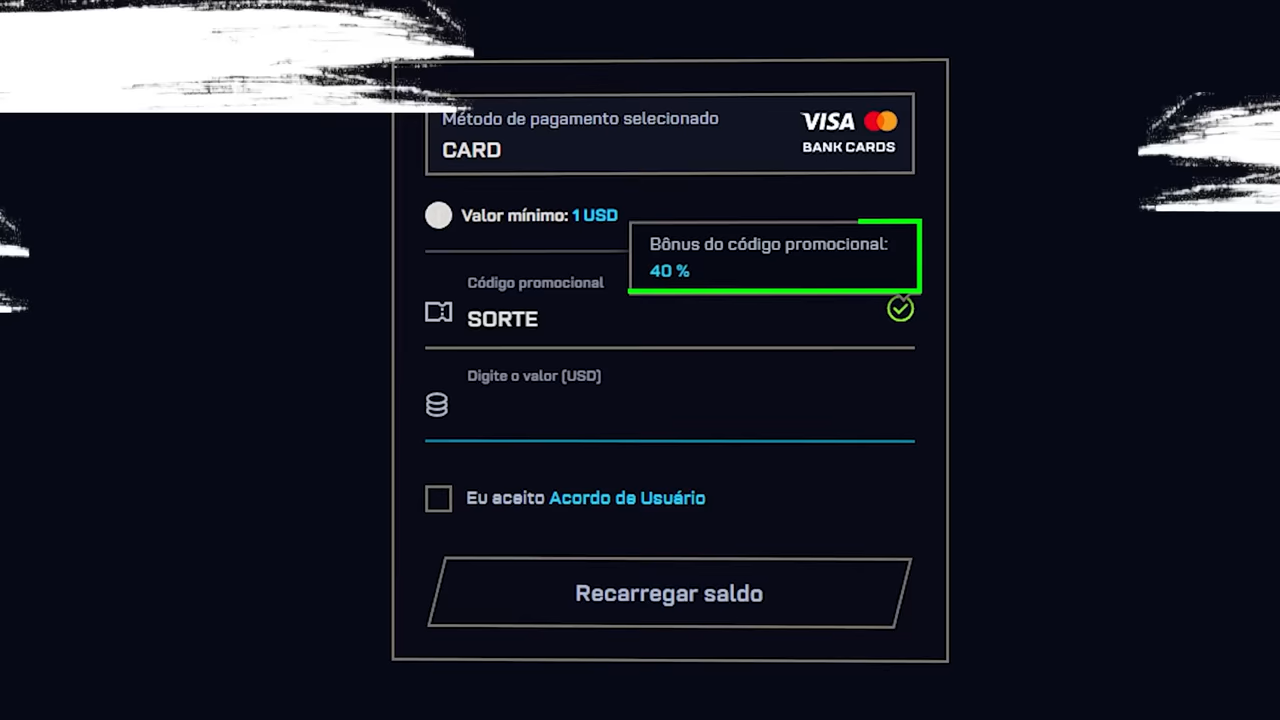 Método de pagamento selecionado
CARD
VISA
BANK CARDS
Valor mínimo: 1 USD
Bônus do código promocional:
40 %
Código promocional
SORTE
Digite o valor (USD)
Eu aceito Acordo de Usuário
Recarregar saldo